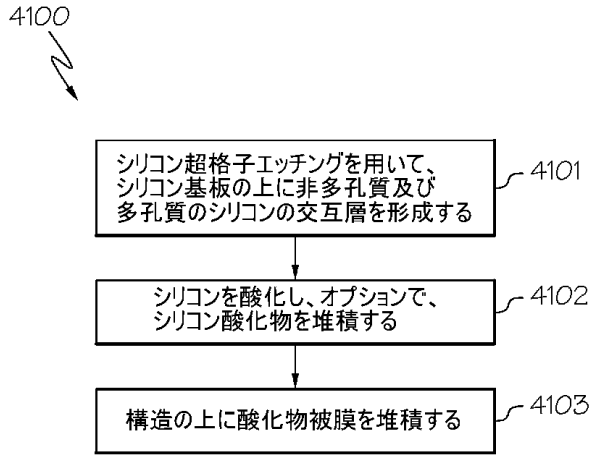 4100
シリコン超格子エッチングを用いて、
シリコン基板の上に非多孔質及び
多孔質のシリコンの交互層を形成する
4101
シリコンを酸化し、オプションで、
シリコン酸化物を堆積する
4102
構造の上に酸化物被膜を堆積する
4103